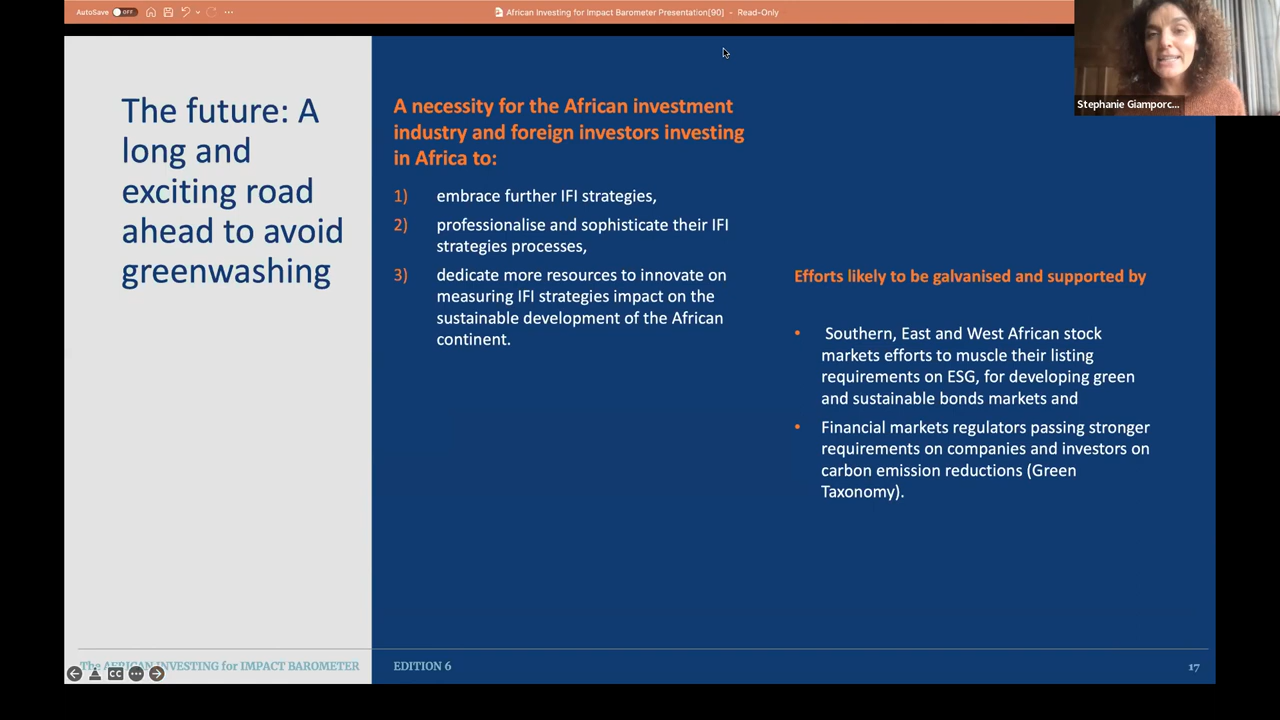 AutoSave OFF
African Investing for Impact Barometer Presentation[90] - Read-Only
Stephanie Giamporc...
The future: A
long and
exciting road
ahead to avoid
greenwashing
A necessity for the African investment
industry and foreign investors investing
in Africa to:
1) embrace further IFI strategies,
2) professionalise and sophisticate their IFI
strategies processes,
3) dedicate more resources to innovate on
measuring IFI strategies impact on the
sustainable development of the African
continent.
Efforts likely to be galvanised and supported by
• Southern, East and West African stock
markets efforts to muscle their listing
requirements on ESG, for developing green
and sustainable bonds markets and
• Financial markets regulators passing stronger
requirements on companies and investors on
carbon emission reductions (Green
Taxonomy).
The AFRICAN INVESTING for IMPACT BAROMETER
EDITION 6
17
CC